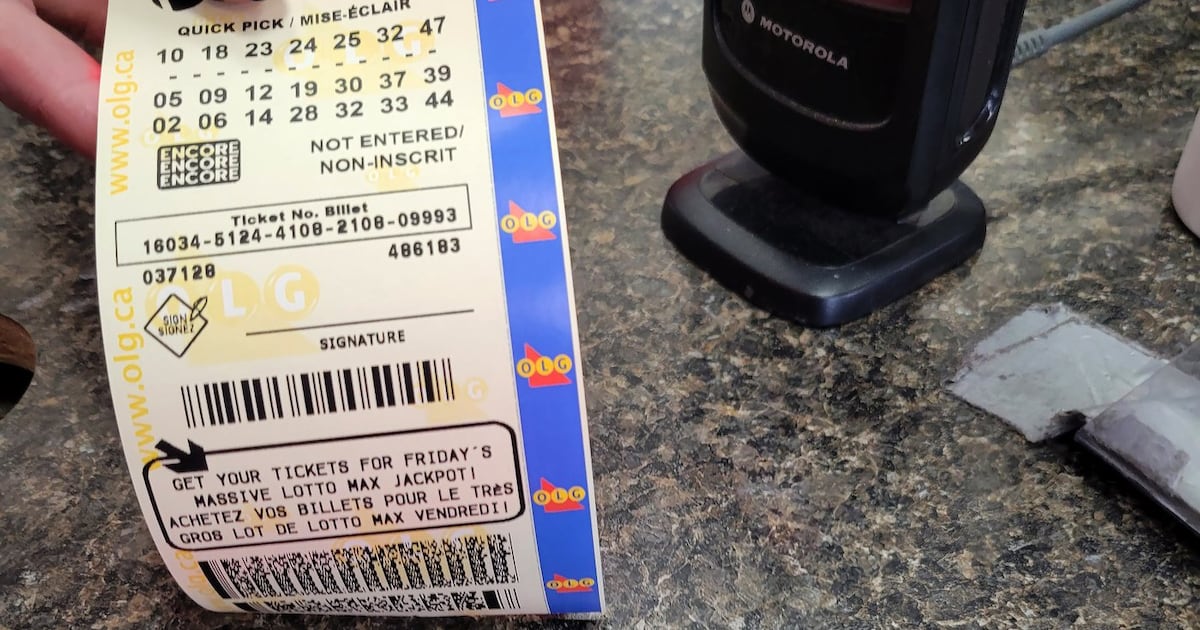 QUICK PICK / MISE-ÉCLAIR
10 18 23 24 25 32 47
- - - - - - - - - - - - -
05 09 12 19 30 37 39
02 06 14 28 32 33 44
ENCORE
ENCORE
ENCORE
NOT ENTERED/
NON-INSCRIT
Ticket No. Billet
16034-5124-4108-2108-09993
037128
486183
SIGN
SIGNEZ
SIGNATURE
GET YOUR TICKETS FOR FRIDAY'S
MASSIVE LOTTO MAX JACKPOT!
ACHETEZ VOS BILLETS POUR LE TRÈS
GROS LOT DE LOTTO MAX VENDREDI!
www.olg.ca
www.olg.ca
OLG
OLG
OLG
OLG
OLG
OLG
MOTOROLA